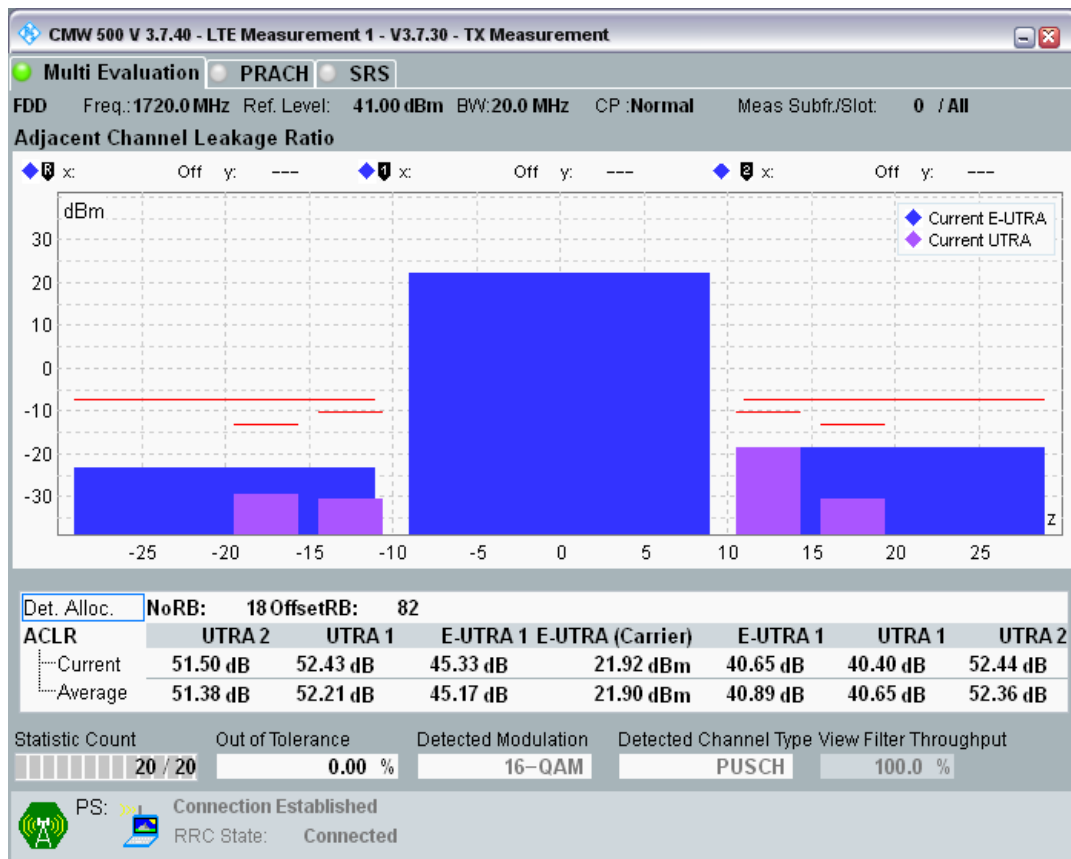 CMW 500 V 3.7.40 - LTE Measurement 1 - V3.7.30 - TX Measurement
Multi Evaluation PRACH SRS
FDD Freq.:1720.0 MHz Ref. Level: 41.00 dBm BW:20.0 MHz CP :Normal Meas Subfr./Slot: 0 / All
Adjacent Channel Leakage Ratio
R x: Off y: --- 1 x: Off y: --- 2 x: Off y: ---
dBm
Current E-UTRA
Current UTRA
30
20
10
0
-10
-20
-30
z
-25 -20 -15 -10 -5 0 5 10 15 20 25
Det. Alloc. NoRB: 18 OffsetRB: 82
ACLR UTRA 2 UTRA 1 E-UTRA 1 E-UTRA (Carrier) E-UTRA 1 UTRA 1 UTRA 2
Current 51.50 dB 52.43 dB 45.33 dB 21.92 dBm 40.65 dB 40.40 dB 52.44 dB
Average 51.38 dB 52.21 dB 45.17 dB 21.90 dBm 40.89 dB 40.65 dB 52.36 dB
Statistic Count Out of Tolerance Detected Modulation Detected Channel Type View Filter Throughput
20 / 20 0.00 % 16-QAM PUSCH 100.0 %
PS: Connection Established
RRC State: Connected